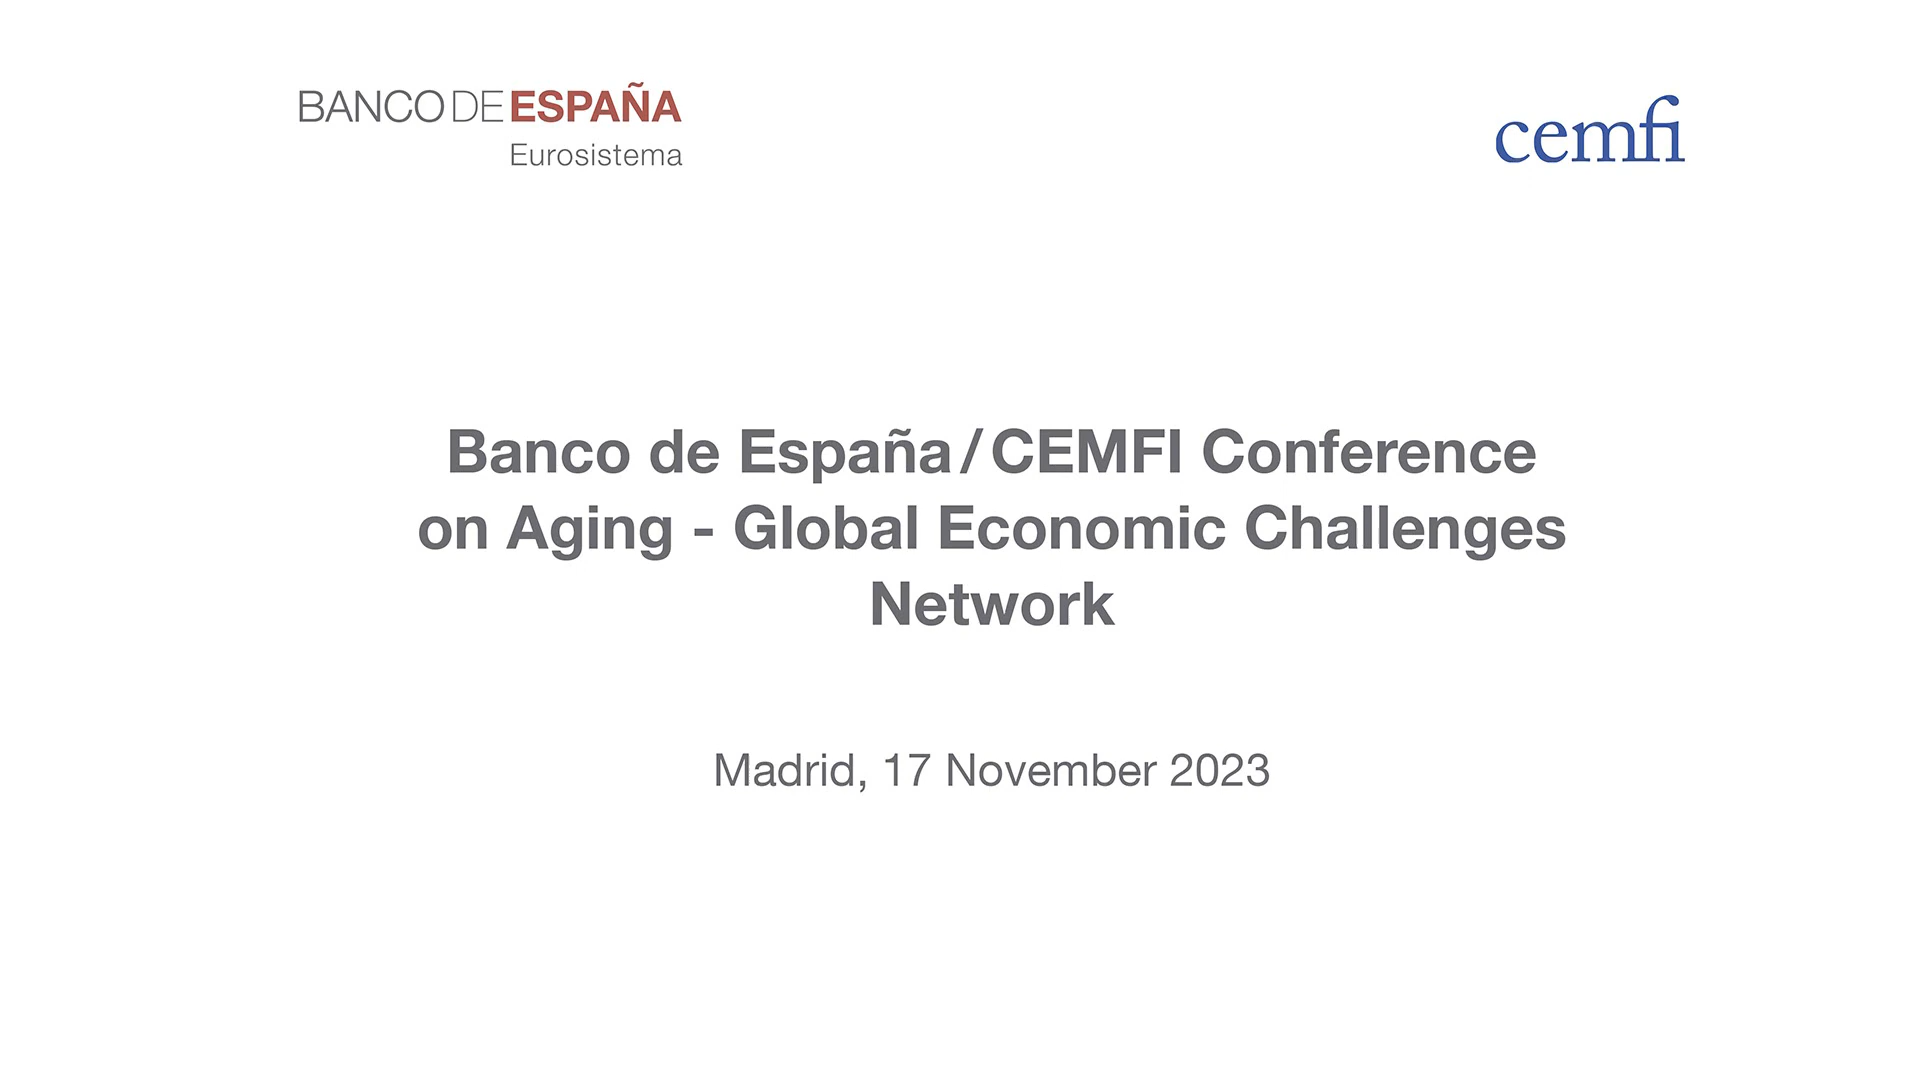 BANCO DE ESPAÑA
Eurosistema
cemfi
Banco de España/CEMFI Conference
on Aging - Global Economic Challenges
Network
Madrid, 17 November 2023